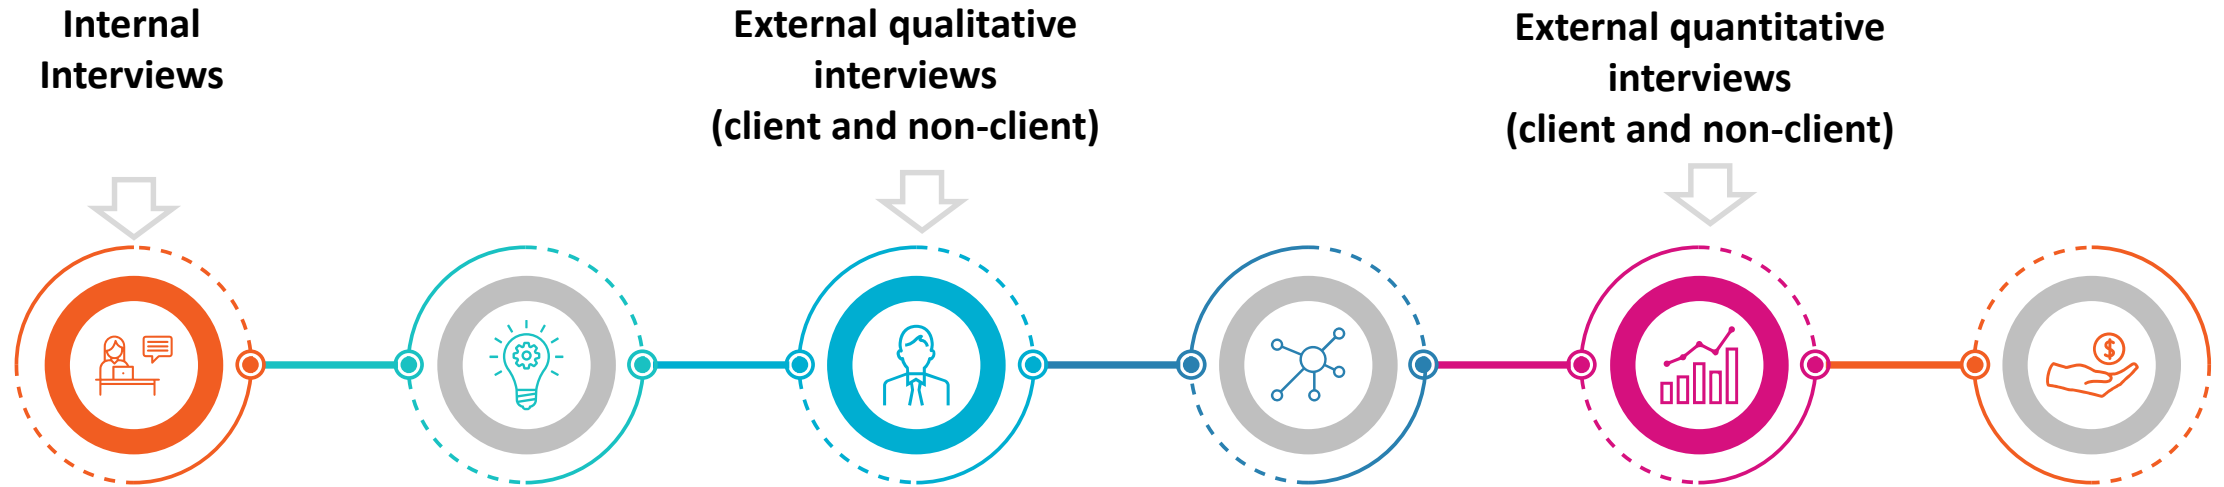 Internal
Interviews
External qualitative
interviews
(client and non-client)
External quantitative
interviews
(client and non-client)
$